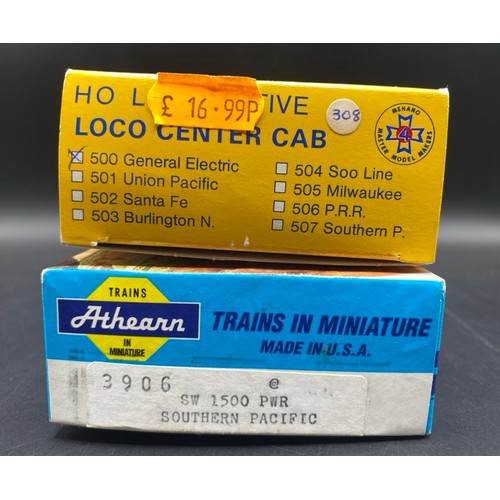 HO L TIVE
£ 16.99P
308
LOCO CENTER CAB
MEHANO
MASTER MODEL MAKERS
500 General Electric
501 Union Pacific
502 Santa Fe
503 Burlington N.
504 Soo Line
505 Milwaukee
506 P.R.R.
507 Southern P.
TRAINS
Athearn
IN
MINIATURE
TRAINS IN MINIATURE
MADE IN U.S.A.
3906 @
SW 1500 PWR
SOUTHERN PACIFIC